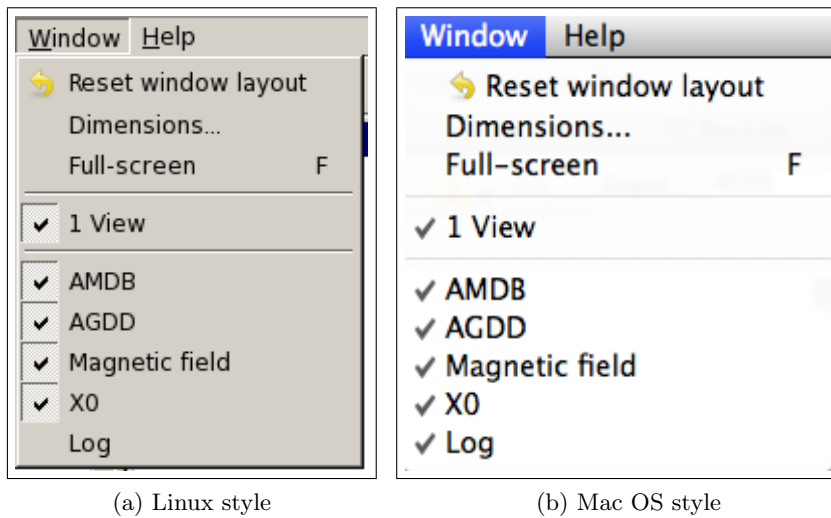 Window Help
Reset window layout
Dimensions...
Full-screen F
1 View
AMDB
AGDD
Magnetic field
X0
Log
(a) Linux style
Window Help
Reset window layout
Dimensions...
Full-screen F
1 View
AMDB
AGDD
Magnetic field
X0
Log
(b) Mac OS style